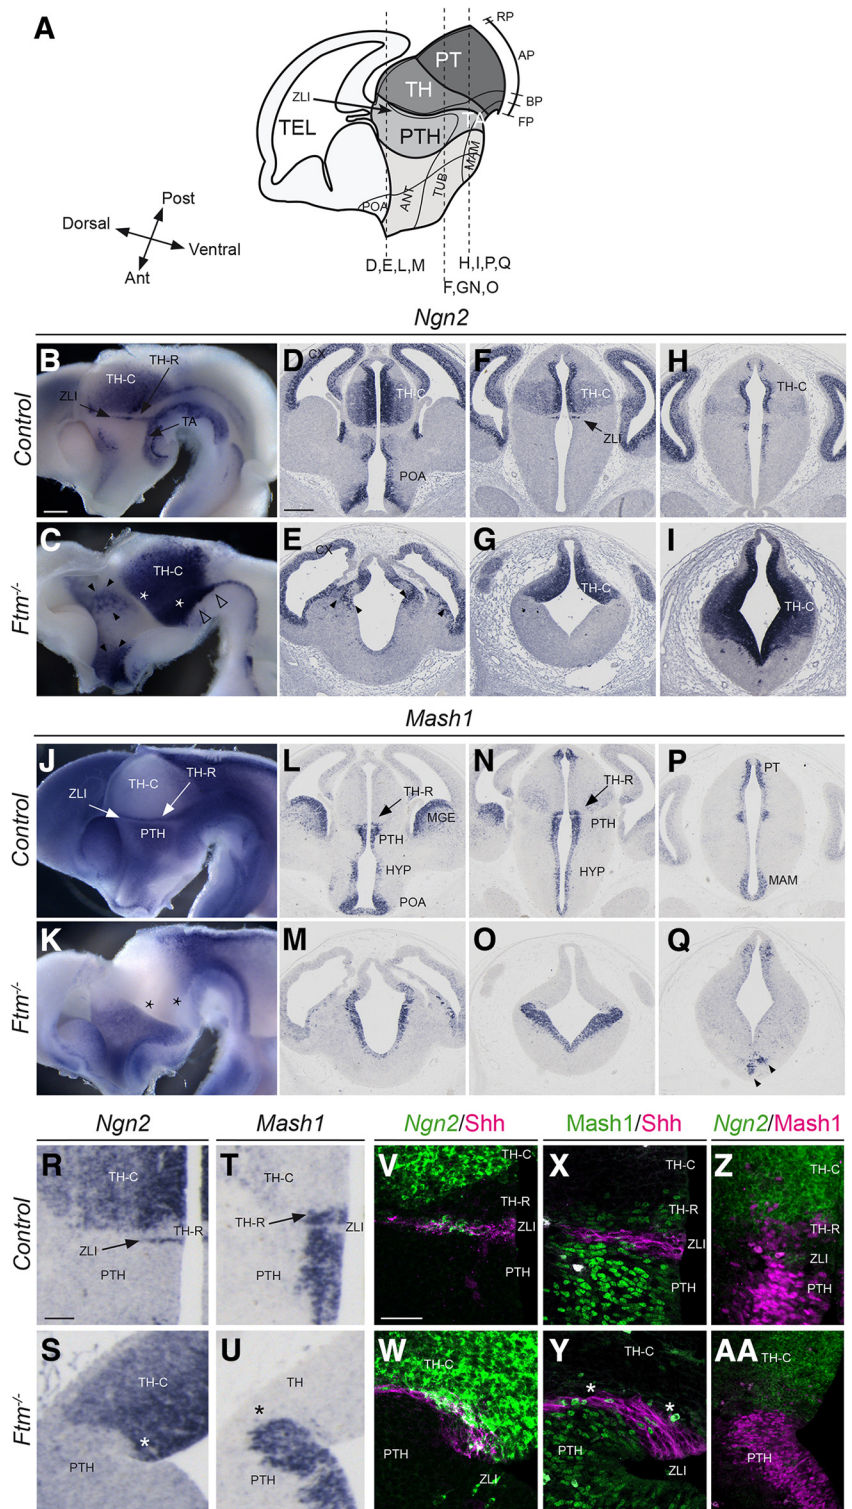 A
RP
PT
AP
TH
ZLI
BP
TA
FP
TEL
PTH
MAM
TUB
ANT
POA
Post
Dorsal
Ventral
Ant
D,E,L,M
H,I,P,Q
F,GN,O
Ngn2
Control
B
TH-R
TH-C
ZLI
TA
D
CX
TH-C
POA
F
TH-C
ZLI
H
TH-C
Ftm-/-
C
TH-C
* *
E
CX
G
TH-C
I
TH-C
Mash1
Control
J
TH-C
TH-R
ZLI
PTH
L
TH-R
MGE
PTH
HYP
POA
N
TH-R
PTH
HYP
P
PT
MAM
Ftm-/-
K
* *
M
O
Q
Ngn2 Mash1 Ngn2/Shh Mash1/Shh Ngn2/Mash1
Control
R
TH-C
TH-R
ZLI
PTH
T
TH-C
TH-R
ZLI
PTH
V
TH-C
TH-R
ZLI
PTH
X
TH-C
TH-R
ZLI
PTH
Z
TH-C
TH-R
ZLI
PTH
Ftm-/-
S
TH-C
*
PTH
U
TH
*
PTH
W
TH-C
PTH
ZLI
Y
TH-C
* *
PTH
ZLI
AA
TH-C
PTH